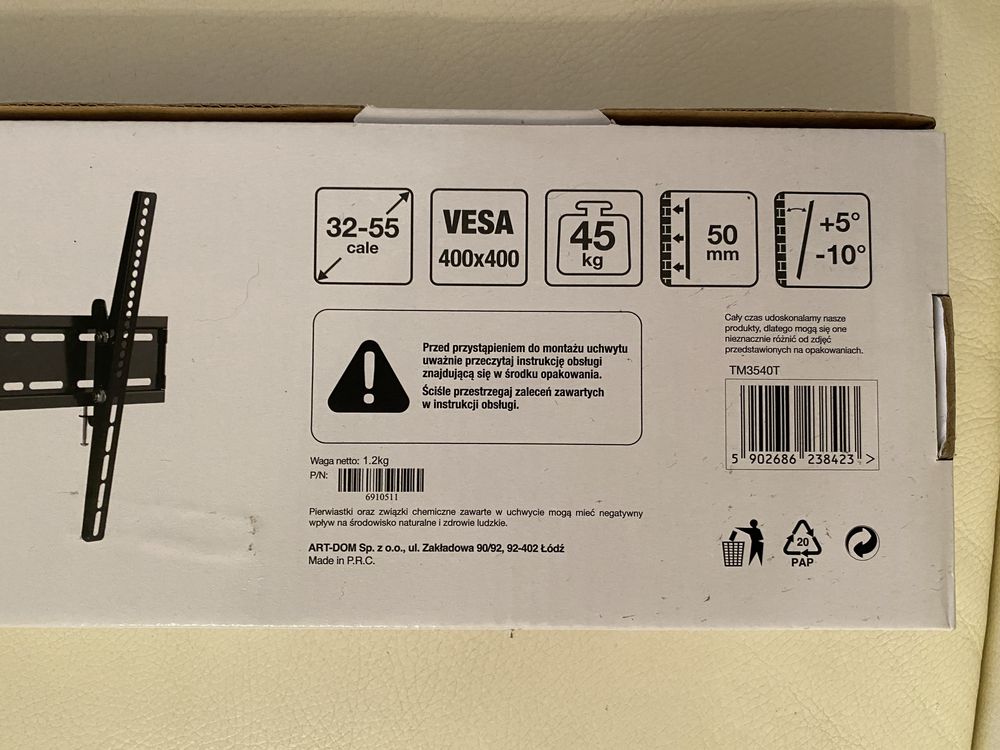 32-55
cale
VESA
400x400
45
kg
50
mm
+5°
-10°
Przed przystąpieniem do montażu uchwytu
uważnie przeczytaj instrukcję obsługi
znajdującą się w środku opakowania.
Ściśle przestrzegaj zaleceń zawartych
w instrukcji obsługi.
Cały czas udoskonalamy nasze
produkty, dlatego mogą się one
nieznacznie różnić od zdjęć
przedstawionych na opakowaniach.
TM3540T
5 902686 238423 >
Waga netto: 1.2kg
P/N:
6910511
Pierwiastki oraz związki chemiczne zawarte w uchwycie mogą mieć negatywny
wpływ na środowisko naturalne i zdrowie ludzkie.
ART-DOM Sp. z o.o., ul. Zakładowa 90/92, 92-402 Łódź
Made in P.R.C.
20
PAP